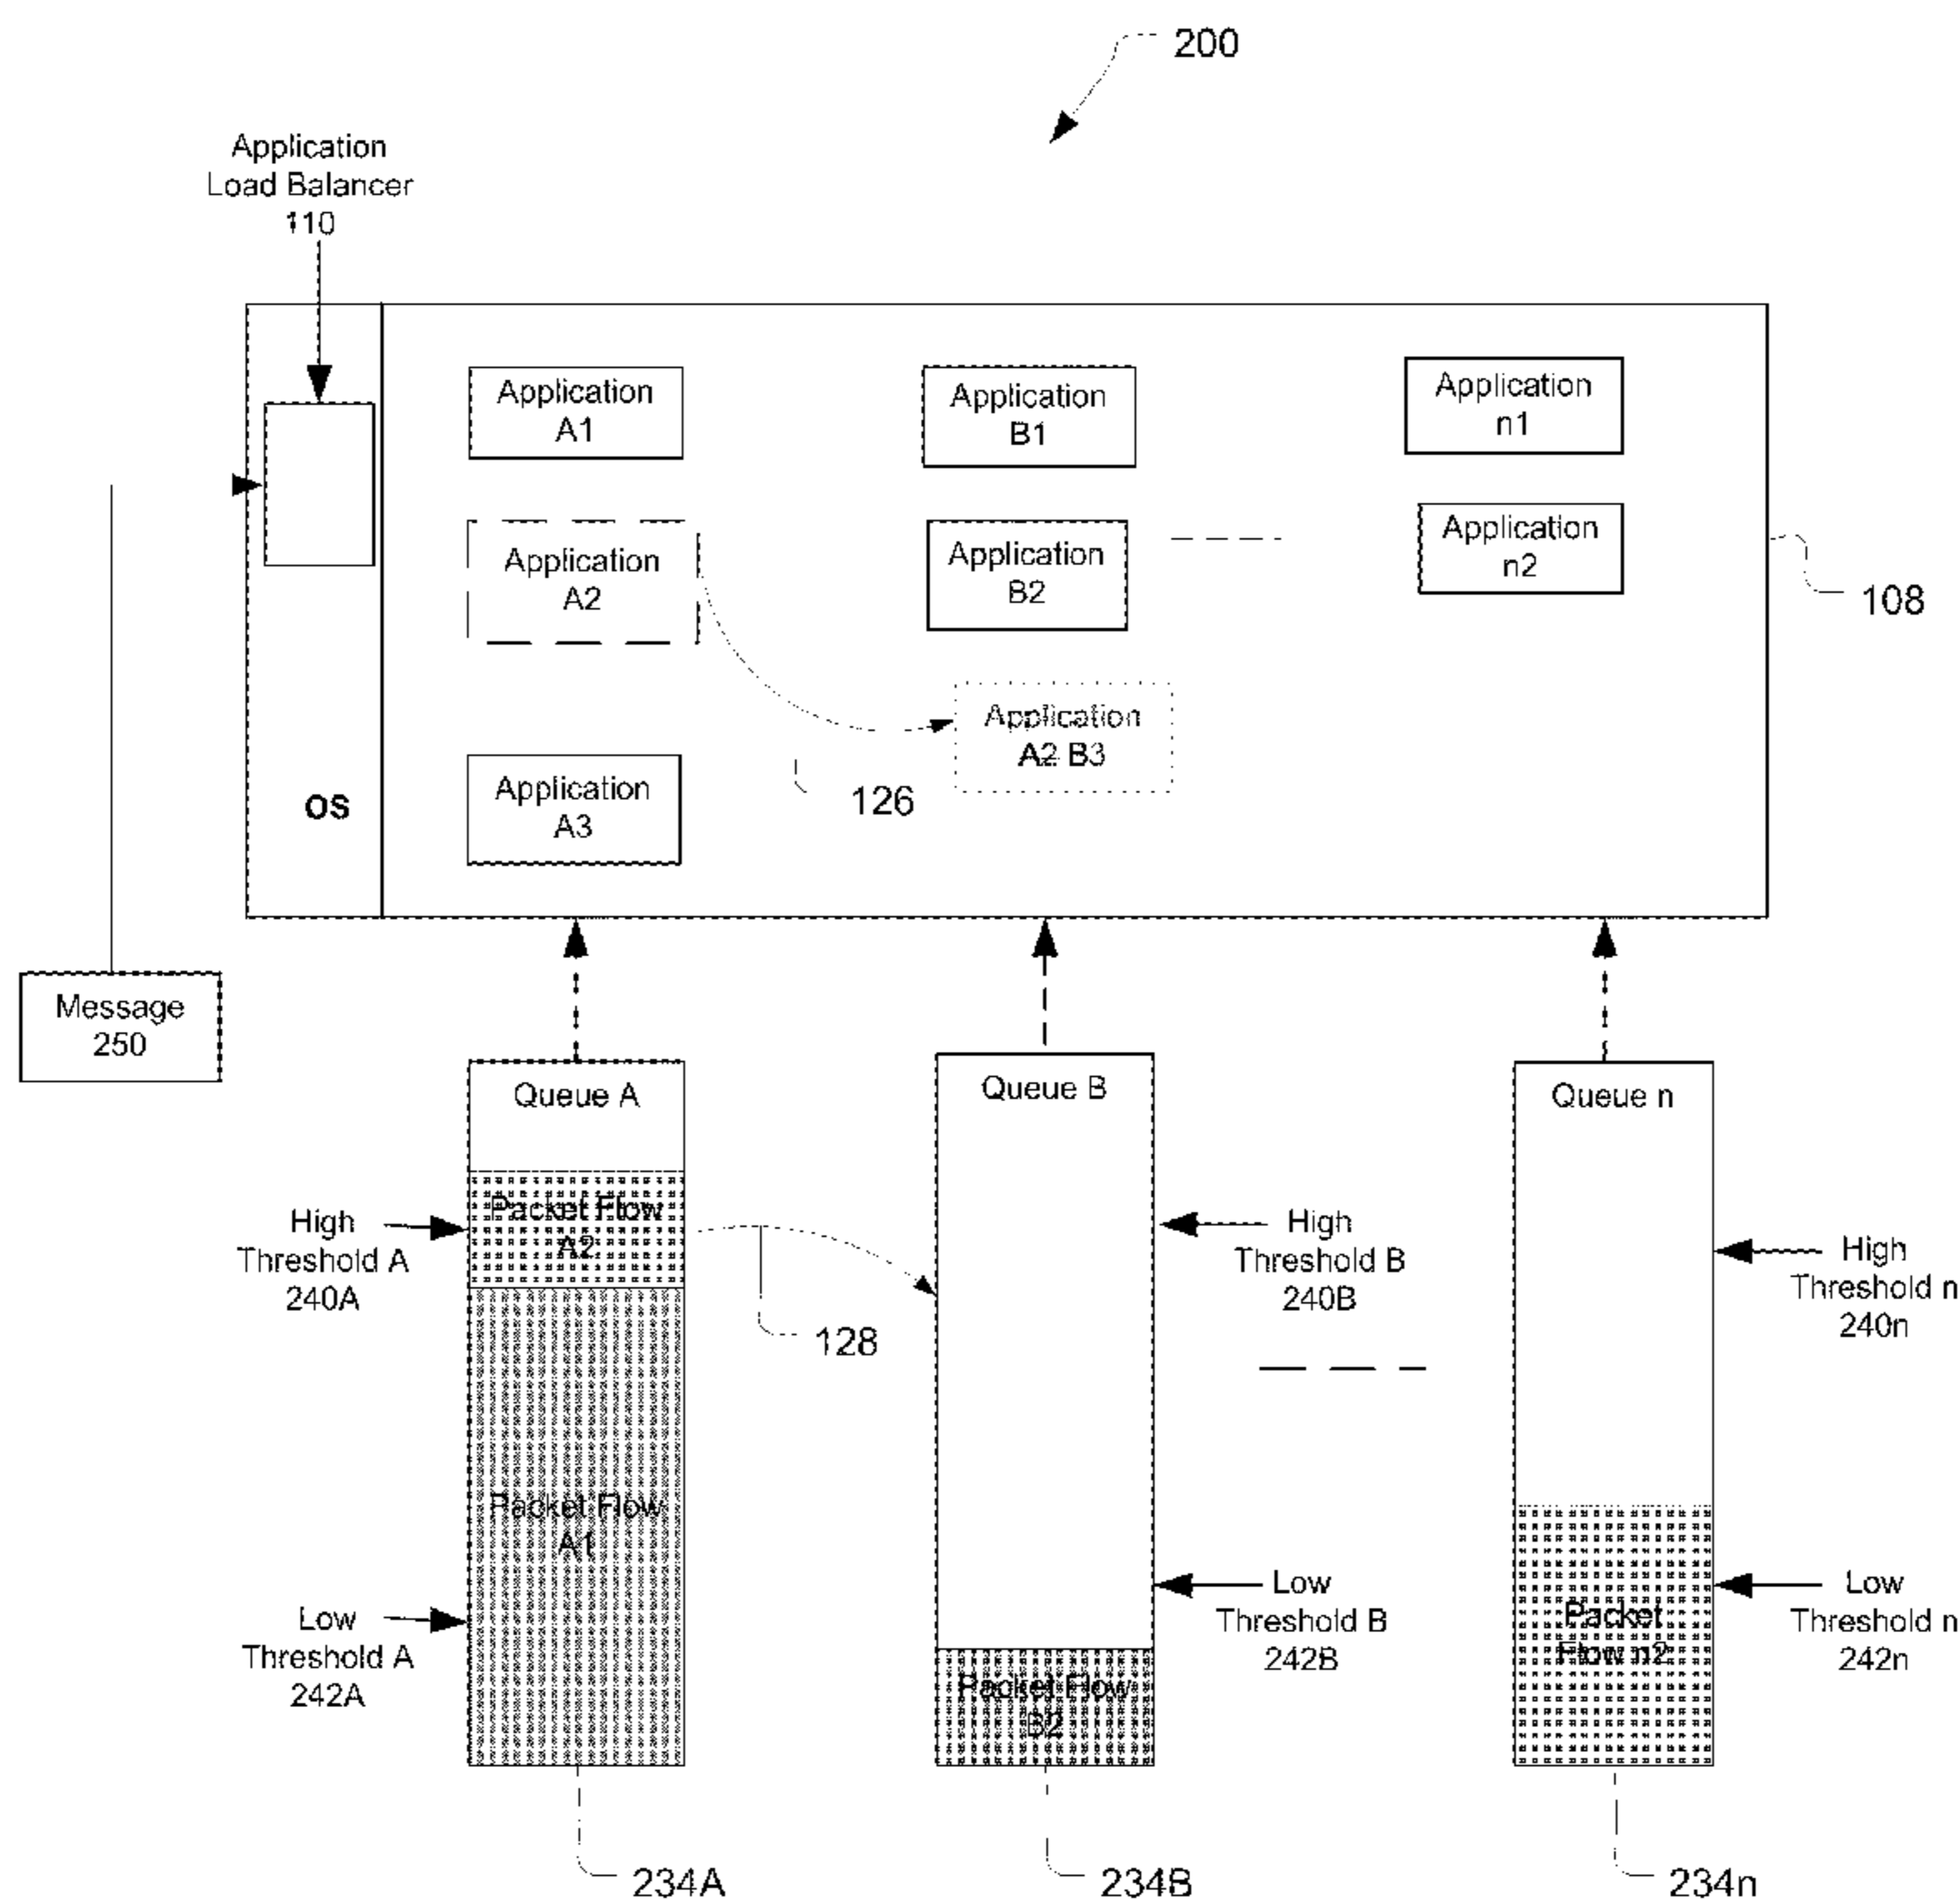 200
Application
Load Balancer
110
Application
A1
Application
B1
Application
n1
Application
A2
Application
B2
Application
n2
108
Application
A2 B3
126
OS
Application
A3
Message
250
Queue A
Queue B
Queue n
Packet Flow
A2
High
Threshold A
240A
High
Threshold B
240B
High
Threshold n
240n
128
Packet Flow
A1
Low
Threshold A
242A
Low
Threshold B
242B
Packet
Flow n2
Low
Threshold n
242n
Packet Flow
B2
234A
234B
234n